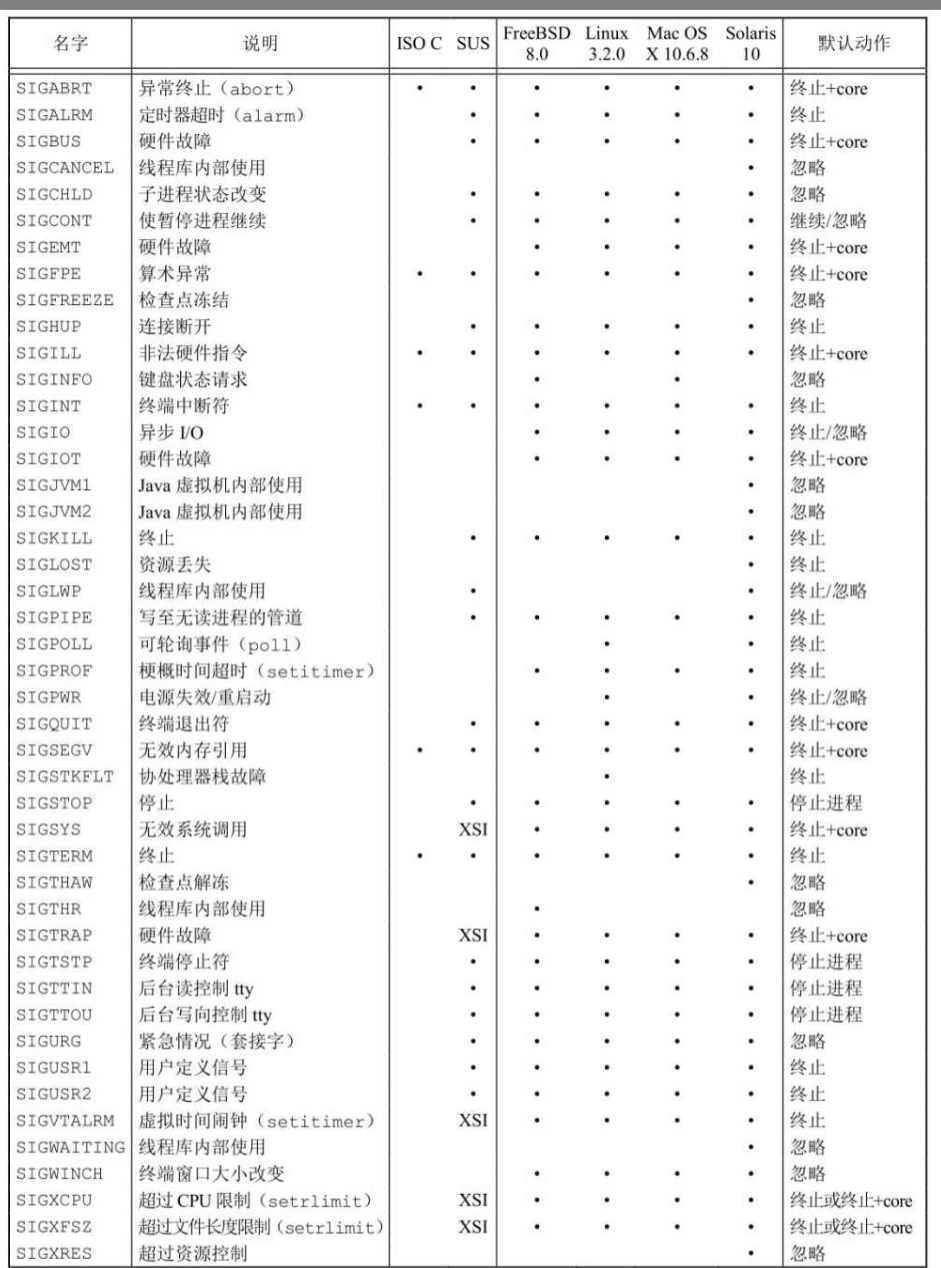 名字 说明 ISO C SUS FreeBSD 8.0 Linux 3.2.0 Mac OS X 10.6.8 Solaris 10 默认动作
SIGABRT 异常终止（abort） • • • • • • 终止+core
SIGALRM 定时器超时（alarm） • • • • • 终止
SIGBUS 硬件故障 • • • • • 终止+core
SIGCANCEL 线程库内部使用 • 忽略
SIGCHLD 子进程状态改变 • • • • • 忽略
SIGCONT 使暂停进程继续 • • • • • 继续/忽略
SIGEMT 硬件故障 • • • • 终止+core
SIGFPE 算术异常 • • • • • • 终止+core
SIGFREEZE 检查点冻结 • 忽略
SIGHUP 连接断开 • • • • • 终止
SIGILL 非法硬件指令 • • • • • • 终止+core
SIGINFO 键盘状态请求 • • 忽略
SIGINT 终端中断符 • • • • • • 终止
SIGIO 异步 I/O • • • • 终止/忽略
SIGIOT 硬件故障 • • • • 终止+core
SIGJVM1 Java 虚拟机内部使用 • 忽略
SIGJVM2 Java 虚拟机内部使用 • 忽略
SIGKILL 终止 • • • • • 终止
SIGLOST 资源丢失 • 终止
SIGLWP 线程库内部使用 • • 终止/忽略
SIGPIPE 写至无读进程的管道 • • • • • 终止
SIGPOLL 可轮询事件（poll） • • 终止
SIGPROF 梗概时间超时（setitimer） • • • • 终止
SIGPWR 电源失效/重启动 • • 终止/忽略
SIGQUIT 终端退出符 • • • • • 终止+core
SIGSEGV 无效内存引用 • • • • • • 终止+core
SIGSTKFLT 协处理器栈故障 • 终止
SIGSTOP 停止 • • • • • 停止进程
SIGSYS 无效系统调用 XSI • • • • 终止+core
SIGTERM 终止 • • • • • • 终止
SIGTHAW 检查点解冻 • 忽略
SIGTHR 线程库内部使用 • 忽略
SIGTRAP 硬件故障 XSI • • • • 终止+core
SIGTSTP 终端停止符 • • • • • 停止进程
SIGTTIN 后台读控制 tty • • • • • 停止进程
SIGTTOU 后台写向控制 tty • • • • • 停止进程
SIGURG 紧急情况（套接字） • • • • • 忽略
SIGUSR1 用户定义信号 • • • • • 终止
SIGUSR2 用户定义信号 • • • • • 终止
SIGVTALRM 虚拟时间闹钟（setitimer） XSI • • • • 终止
SIGWAITING 线程库内部使用 • 忽略
SIGWINCH 终端窗口大小改变 • • • • 忽略
SIGXCPU 超过 CPU 限制（setrlimit） XSI • • • • 终止或终止+core
SIGXFSZ 超过文件长度限制（setrlimit） XSI • • • • 终止或终止+core
SIGXRES 超过资源控制 • 忽略